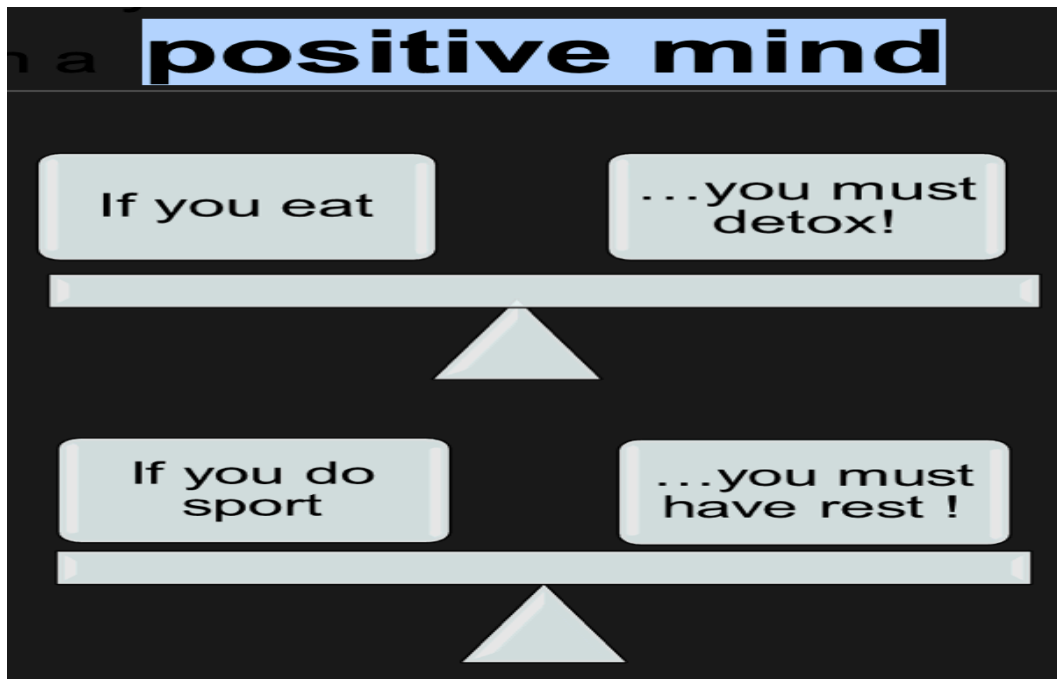 n a positive mind
If you eat
...you must
detox!
If you do
sport
...you must
have rest !